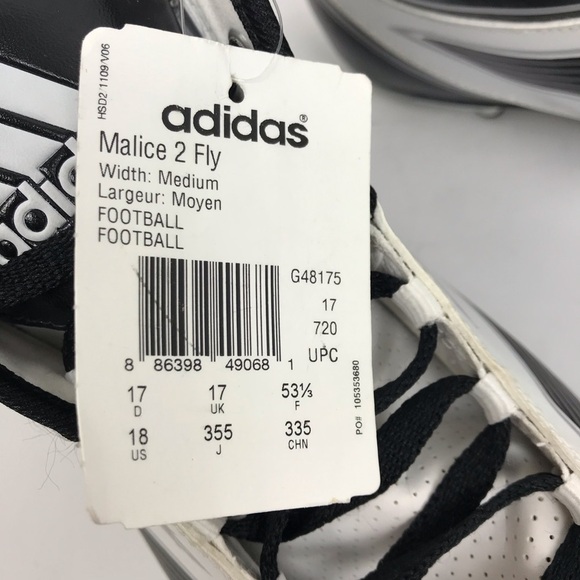 HSD2 1109 V06
adidas®
Malice 2 Fly
Width: Medium
Largeur: Moyen
FOOTBALL
FOOTBALL
G48175
17
720
UPC
8 86398 49068 1
17 17 53⅓
D UK F
18 355 335
US J CHN
PO# 105353680
adidas